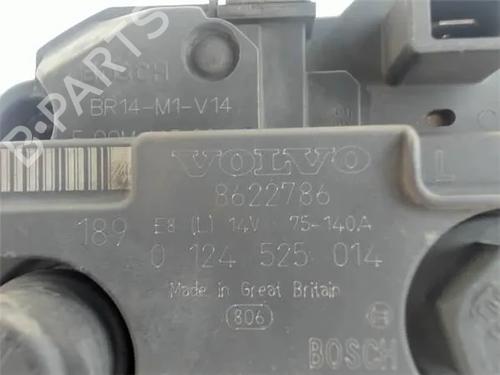 B-PARTS
BOSCH
BR14-M1-V14
VOLVO
8622786
L
189 E8 (L) 14V 75-140A
0 124 525 014
Made in Great Britain
806
BOSCH